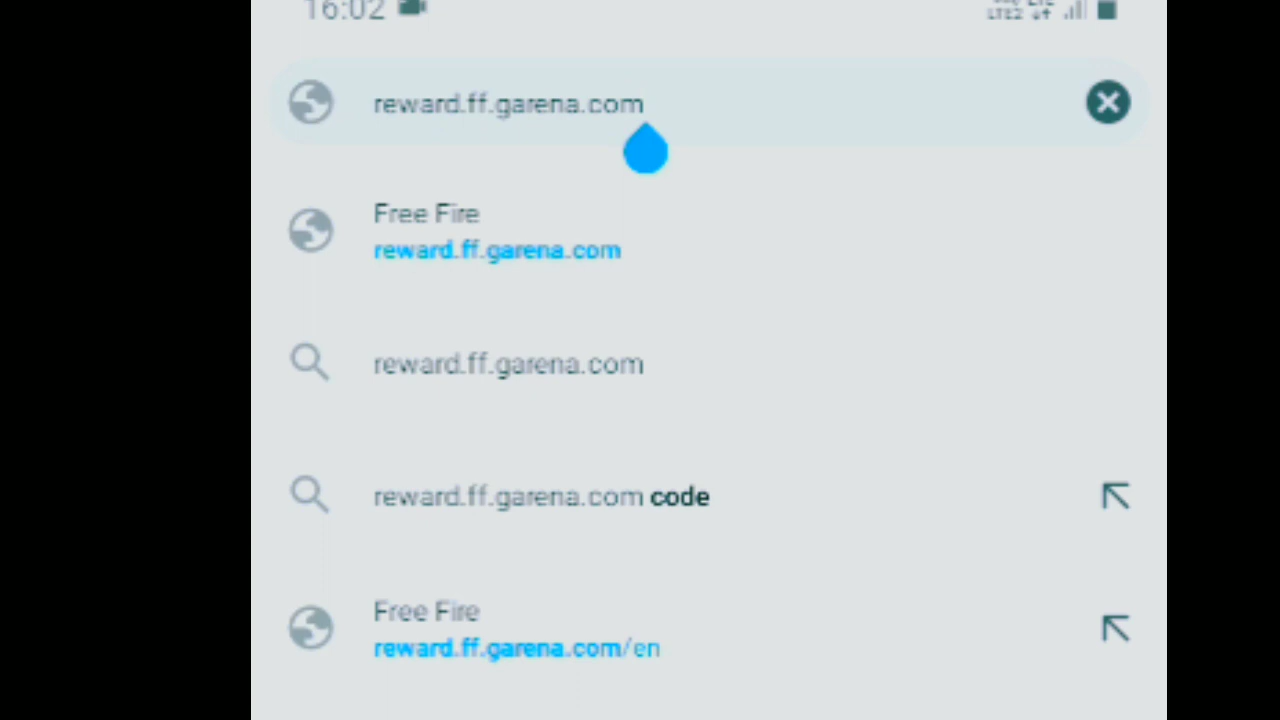 16:02
LTE2
reward.ff.garena.com
Free Fire
reward.ff.garena.com
reward.ff.garena.com
reward.ff.garena.com code
Free Fire
reward.ff.garena.com/en